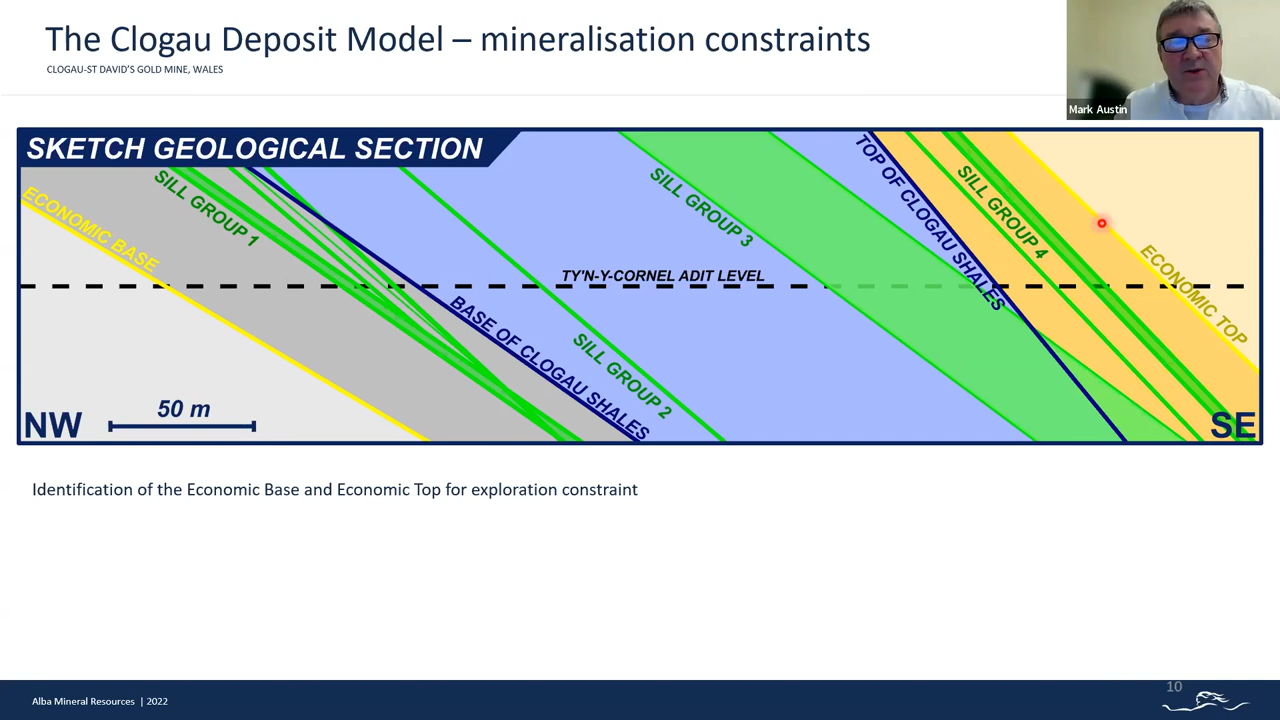 The Clogau Deposit Model – mineralisation constraints
CLOGAU-ST DAVID'S GOLD MINE, WALES
Mark Austin
SKETCH GEOLOGICAL SECTION
ECONOMIC BASE
SILL GROUP 1
BASE OF CLOGAU SHALES
SILL GROUP 2
TY'N-Y-CORNEL ADIT LEVEL
SILL GROUP 3
TOP OF CLOGAU SHALES
SILL GROUP 4
ECONOMIC TOP
NW
50 m
SE
Identification of the Economic Base and Economic Top for exploration constraint
Alba Mineral Resources | 2022
10